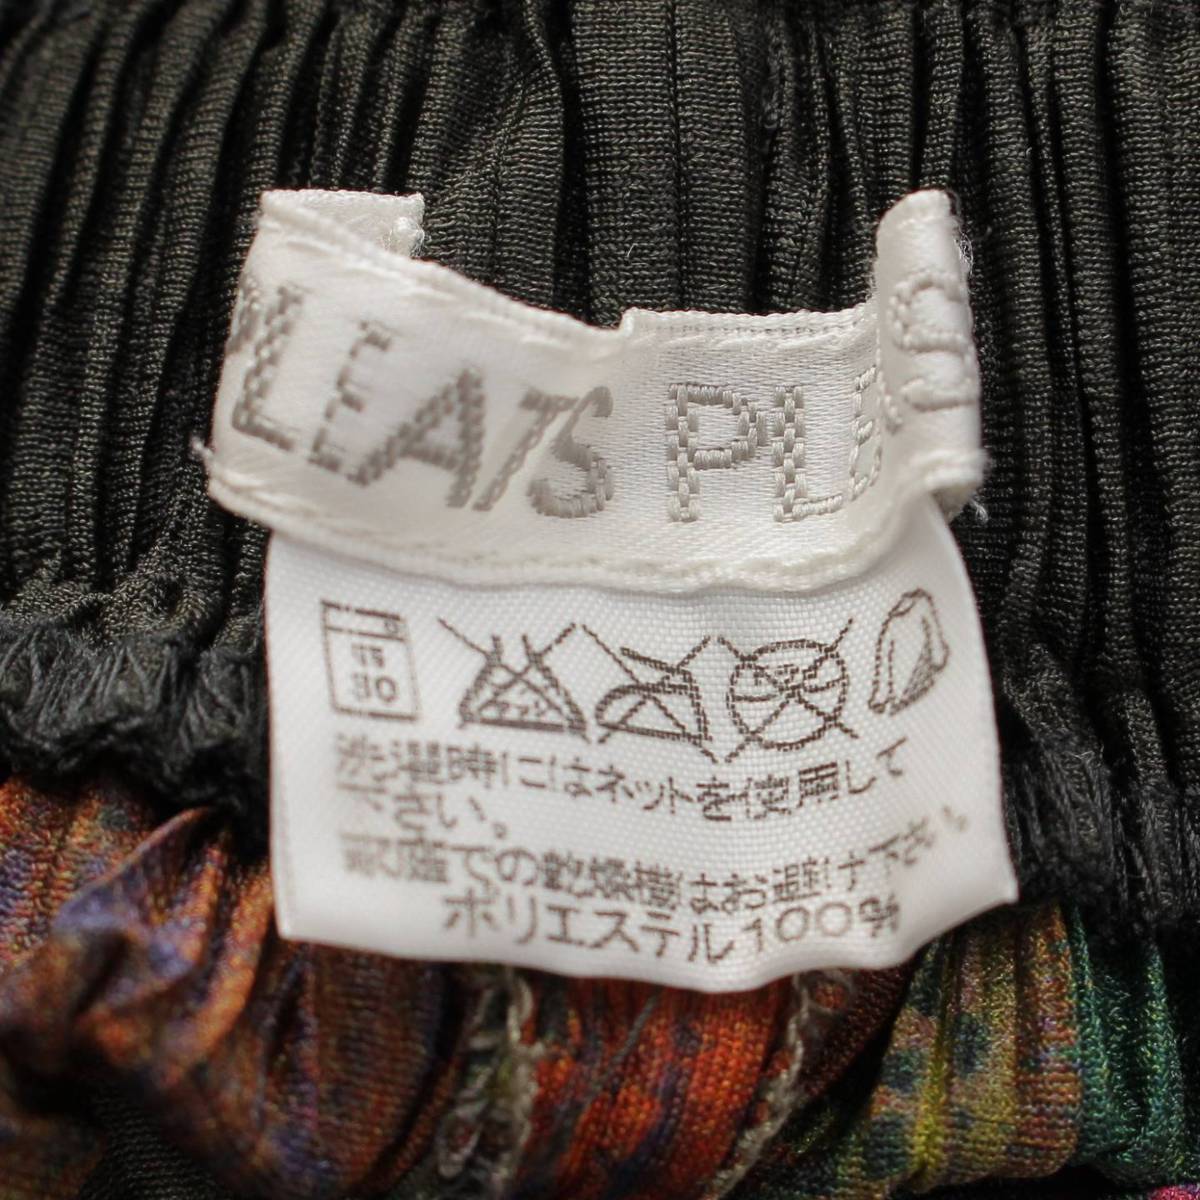 PLEATS PLE S
洗濯時にはネットを使用して
下さい。
家庭での乾燥機はお避け下さい。
ポリエステル100%